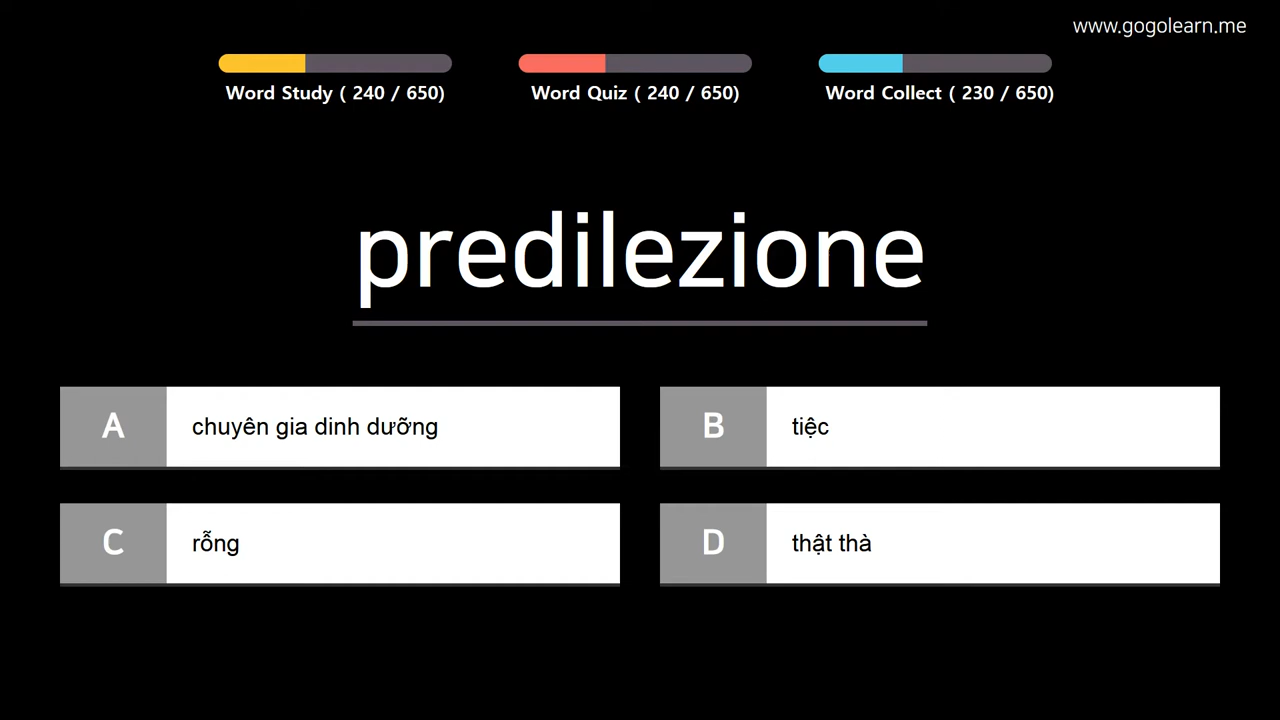 www.gogolearn.me
Word Study ( 240 / 650)
Word Quiz ( 240 / 650)
Word Collect ( 230 / 650)
predilezione
A chuyên gia dinh dưỡng
B tiệc
C rỗng
D thật thà